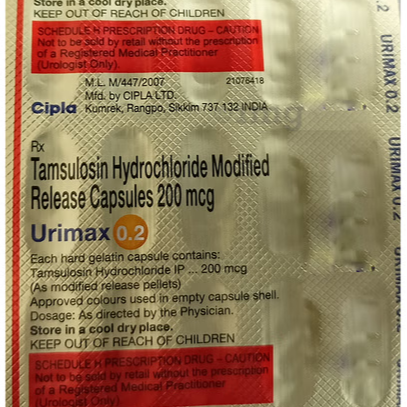 Store in a cool dry place.
KEEP OUT OF REACH OF CHILDREN
SCHEDULE H PRESCRIPTION DRUG – CAUTION
Not to be sold by retail without the prescription
of a Registered Medical Practitioner
(Urologist Only).
M.L. M/447/2007 21076418
Mfd. by CIPLA LTD.
Cipla Kumrek, Rangpo, Sikkim 737 132 INDIA
Rx
Tamsulosin Hydrochloride Modified
Release Capsules 200 mcg
Urimax 0.2
Each hard gelatin capsule contains:
Tamsulosin Hydrochloride IP ... 200 mcg
(As modified release pellets)
Approved colours used in empty capsule shell.
Dosage: As directed by the Physician.
Store in a cool dry place.
KEEP OUT OF REACH OF CHILDREN
SCHEDULE H PRESCRIPTION DRUG – CAUTION
Not to be sold by retail without the prescription
of a Registered Medical Practitioner
(Urologist Only).
URIMAX 0.2
URIMAX 0.2